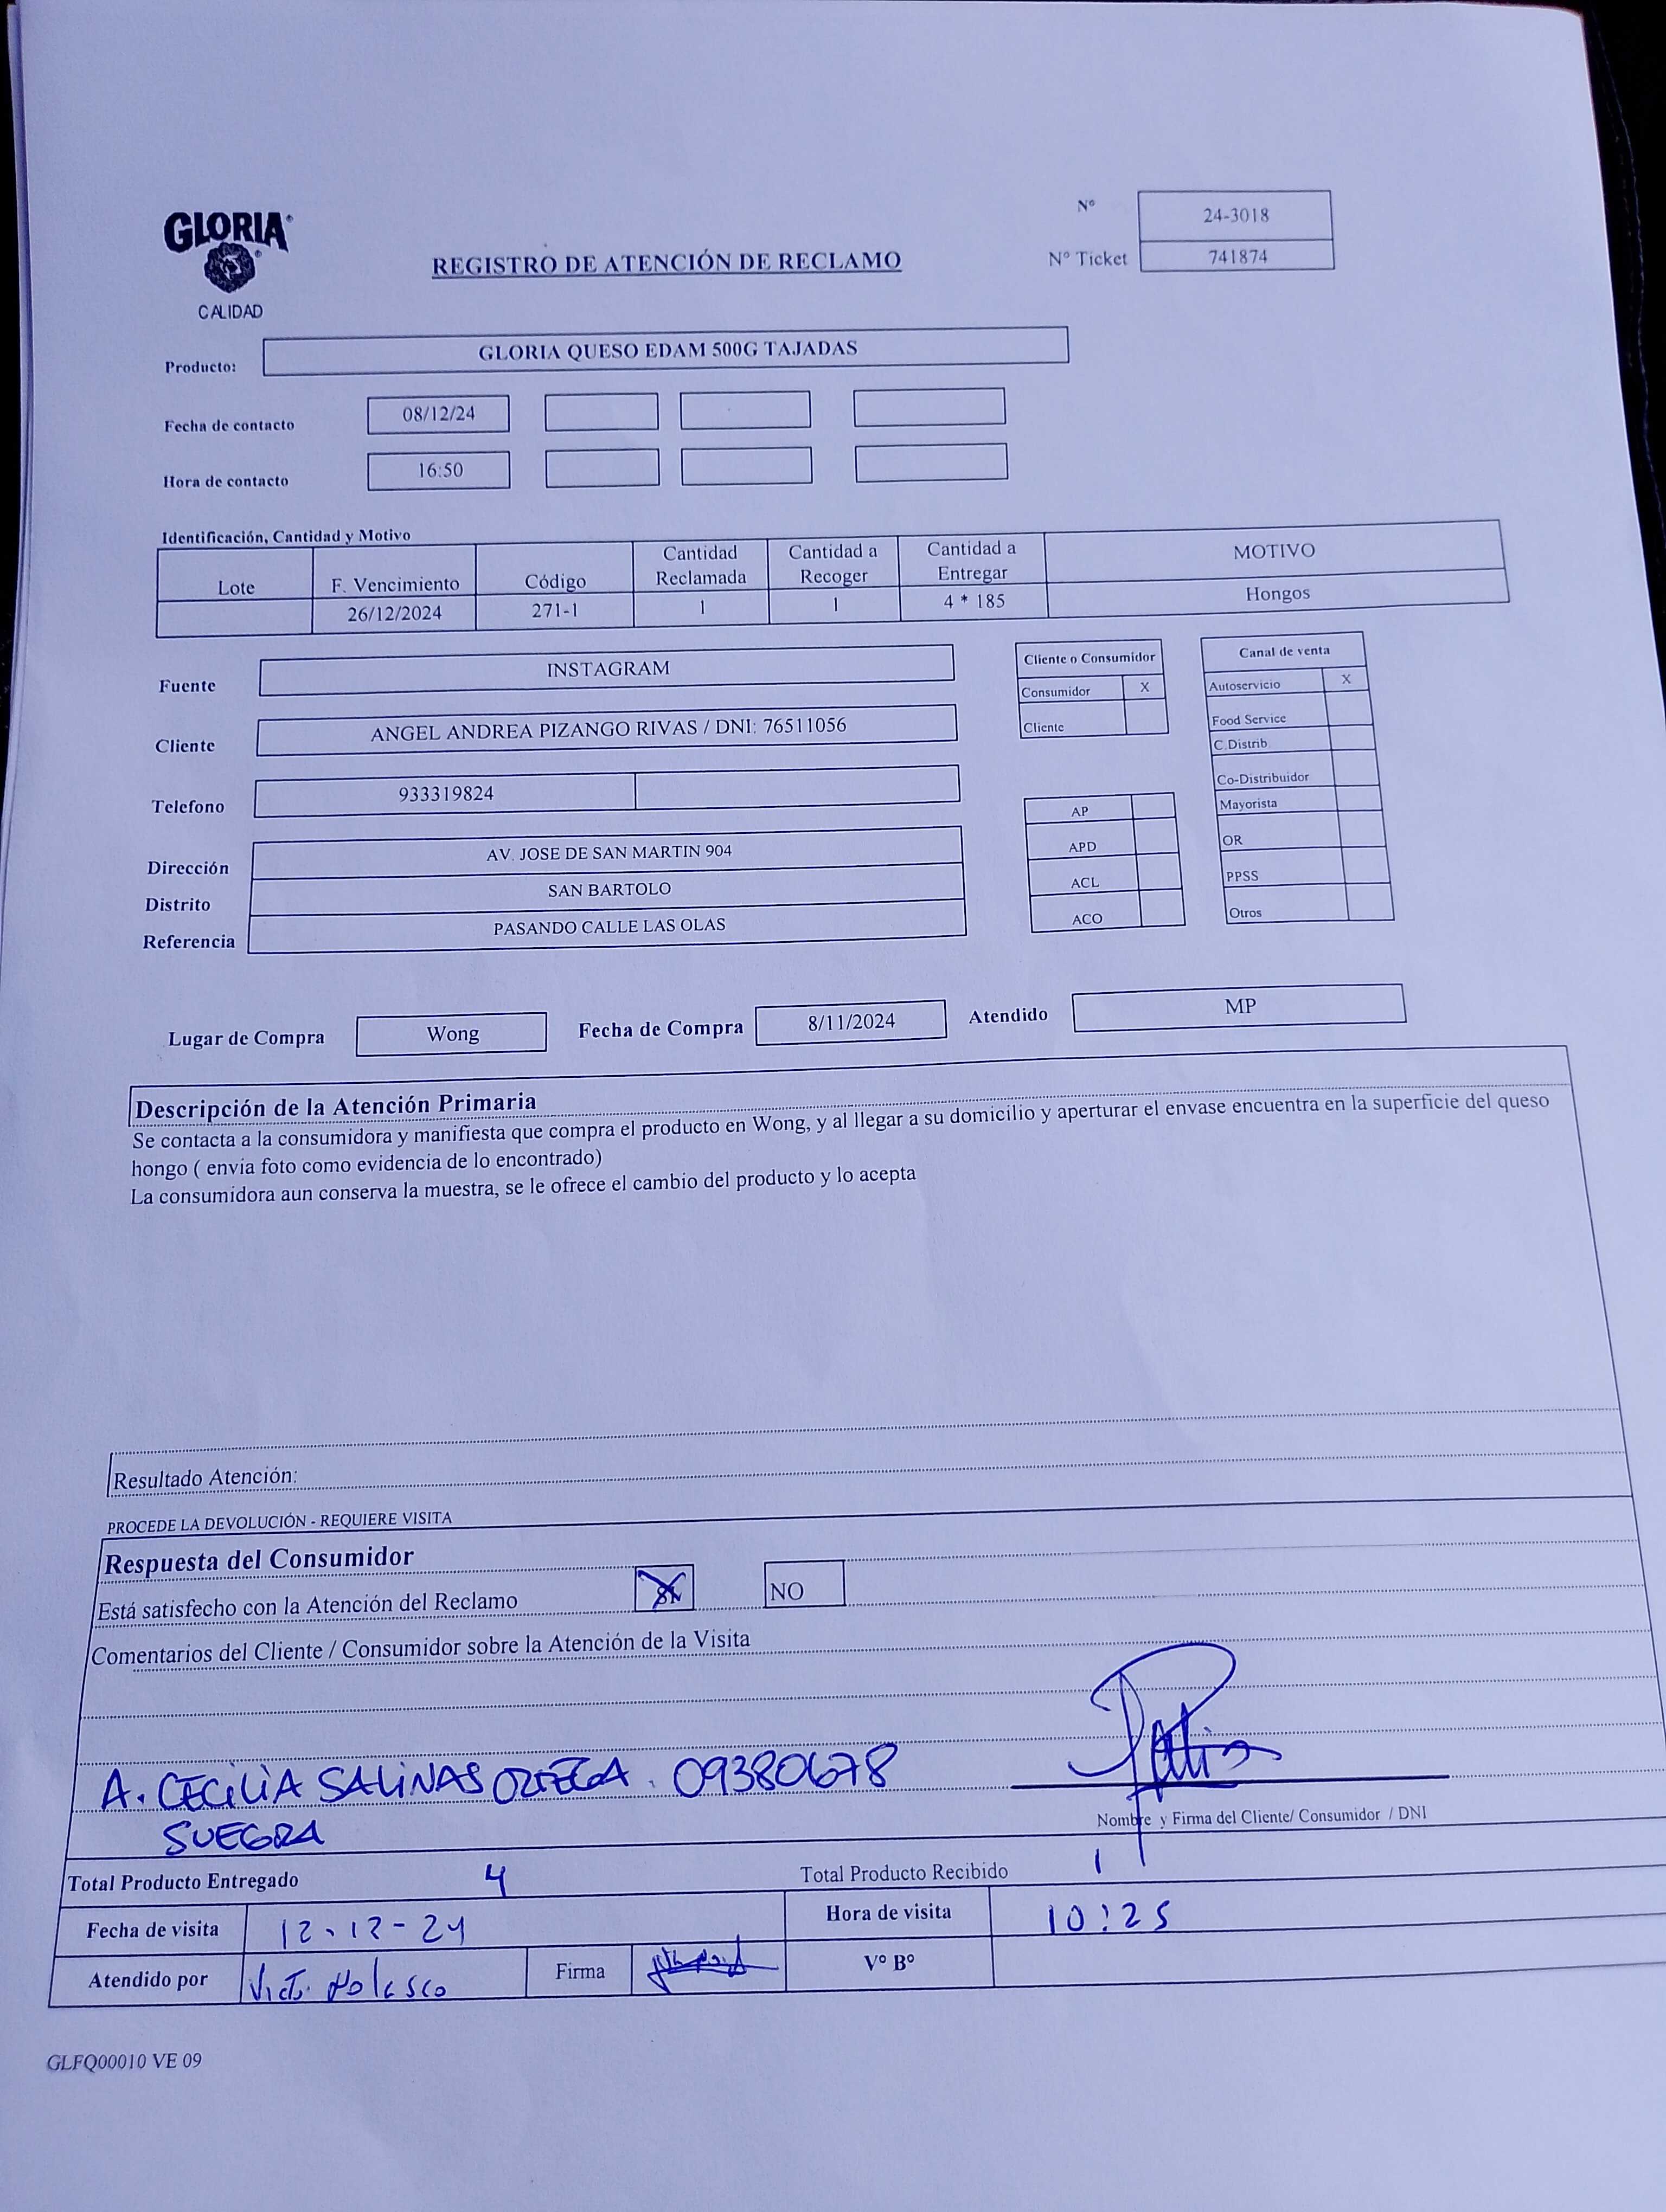 GLORIA®
CALIDAD
REGISTRO DE ATENCIÓN DE RECLAMO
Nº 24-3018
Nº Ticket 741874
Producto: GLORIA QUESO EDAM 500G TAJADAS
Fecha de contacto 08/12/24
Hora de contacto 16:50
Identificación, Cantidad y Motivo
Lote F. Vencimiento Código Cantidad Reclamada Cantidad a Recoger Cantidad a Entregar MOTIVO
26/12/2024 271-1 1 1 4 * 185 Hongos
Fuente INSTAGRAM
Cliente ANGEL ANDREA PIZANGO RIVAS / DNI: 76511056
Telefono 933319824
Dirección AV. JOSE DE SAN MARTIN 904
Distrito SAN BARTOLO
Referencia PASANDO CALLE LAS OLAS
Cliente o Consumidor
Consumidor X
Cliente
AP
APD
ACL
ACO
Canal de venta
Autoservicio X
Food Service
C.Distrib
Co-Distribuidor
Mayorista
OR
PPSS
Otros
Lugar de Compra Wong Fecha de Compra 8/11/2024 Atendido MP
Descripción de la Atención Primaria
Se contacta a la consumidora y manifiesta que compra el producto en Wong, y al llegar a su domicilio y aperturar el envase encuentra en la superficie del queso
hongo ( envia foto como evidencia de lo encontrado)
La consumidora aun conserva la muestra, se le ofrece el cambio del producto y lo acepta
Resultado Atención:
PROCEDE LA DEVOLUCIÓN - REQUIERE VISITA
Respuesta del Consumidor
Está satisfecho con la Atención del Reclamo SI NO
Comentarios del Cliente / Consumidor sobre la Atención de la Visita
A. CECILIA SALINAS ORTEGA. 09380678
SUEGRA
Nombre y Firma del Cliente/ Consumidor / DNI
Total Producto Entregado 4 Total Producto Recibido 1
Fecha de visita 12-12-24 Hora de visita 10:25
Atendido por Firma Vº Bº
GLFQ00010 VE 09